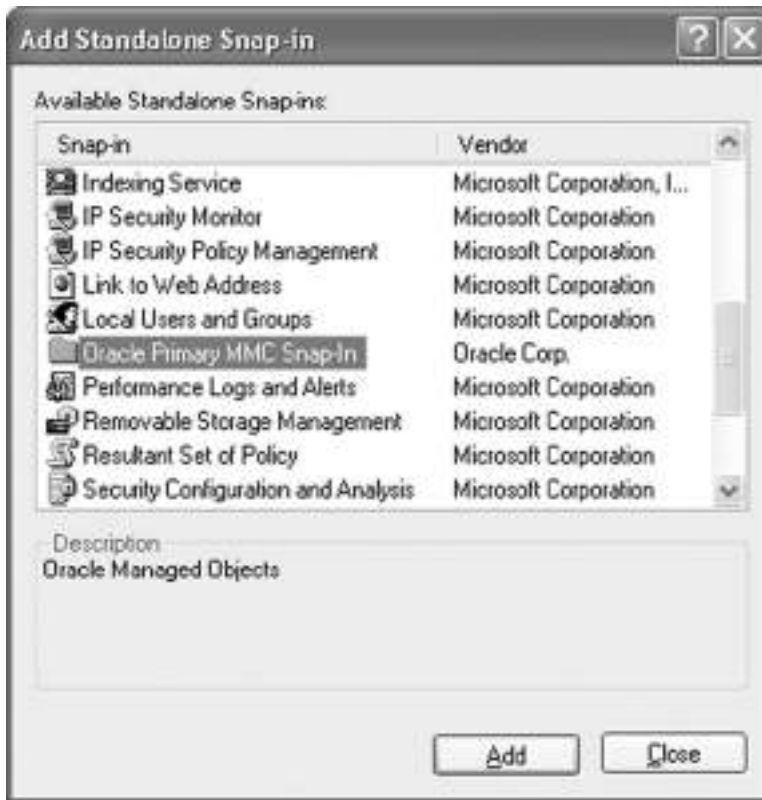 Add Standalone Snap-in
Available Standalone Snap-ins:
Snap-in Vendor
Indexing Service Microsoft Corporation, I...
IP Security Monitor Microsoft Corporation
IP Security Policy Management Microsoft Corporation
Link to Web Address Microsoft Corporation
Local Users and Groups Microsoft Corporation
Oracle Primary MMC Snap-In Oracle Corp.
Performance Logs and Alerts Microsoft Corporation
Removable Storage Management Microsoft Corporation
Resultant Set of Policy Microsoft Corporation
Security Configuration and Analysis Microsoft Corporation
Description
Oracle Managed Objects
Add Close